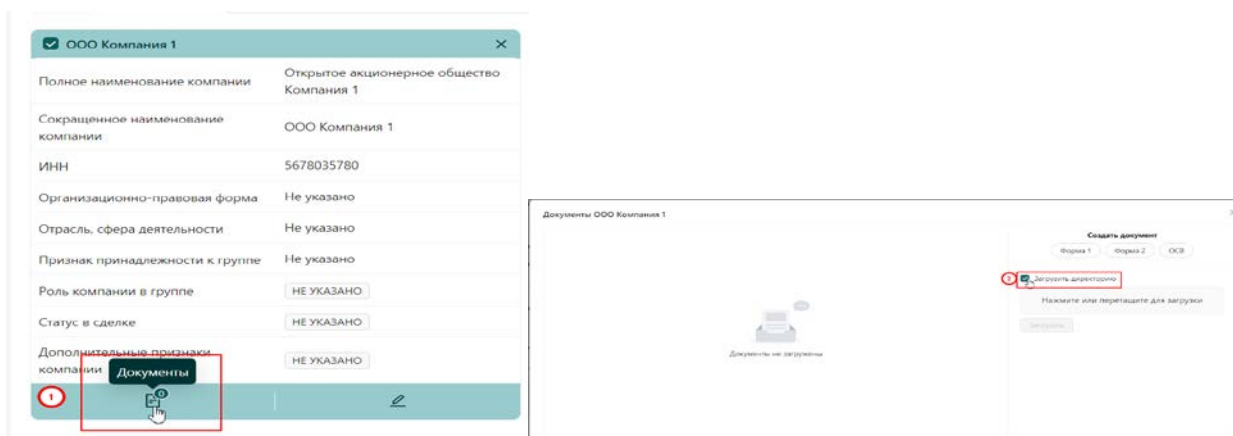 ООО Компания 1
Полное наименование компании
Открытое акционерное общество
Компания 1
Сокращенное наименование
компании
ООО Компания 1
ИНН
5678035780
Организационно-правовая форма
Не указано
Отрасль, сфера деятельности
Не указано
Признак принадлежности к группе
Не указано
Роль компании в группе
НЕ УКАЗАНО
Статус в сделке
НЕ УКАЗАНО
Дополнительные признаки
компании
НЕ УКАЗАНО
Документы
0
1
Документы ООО Компания 1
Создать документ
Форма 1
Форма 2
ОСВ
2
Загрузить директорию
Нажмите или перетащите для загрузки
Загрузить
Документы не загружены